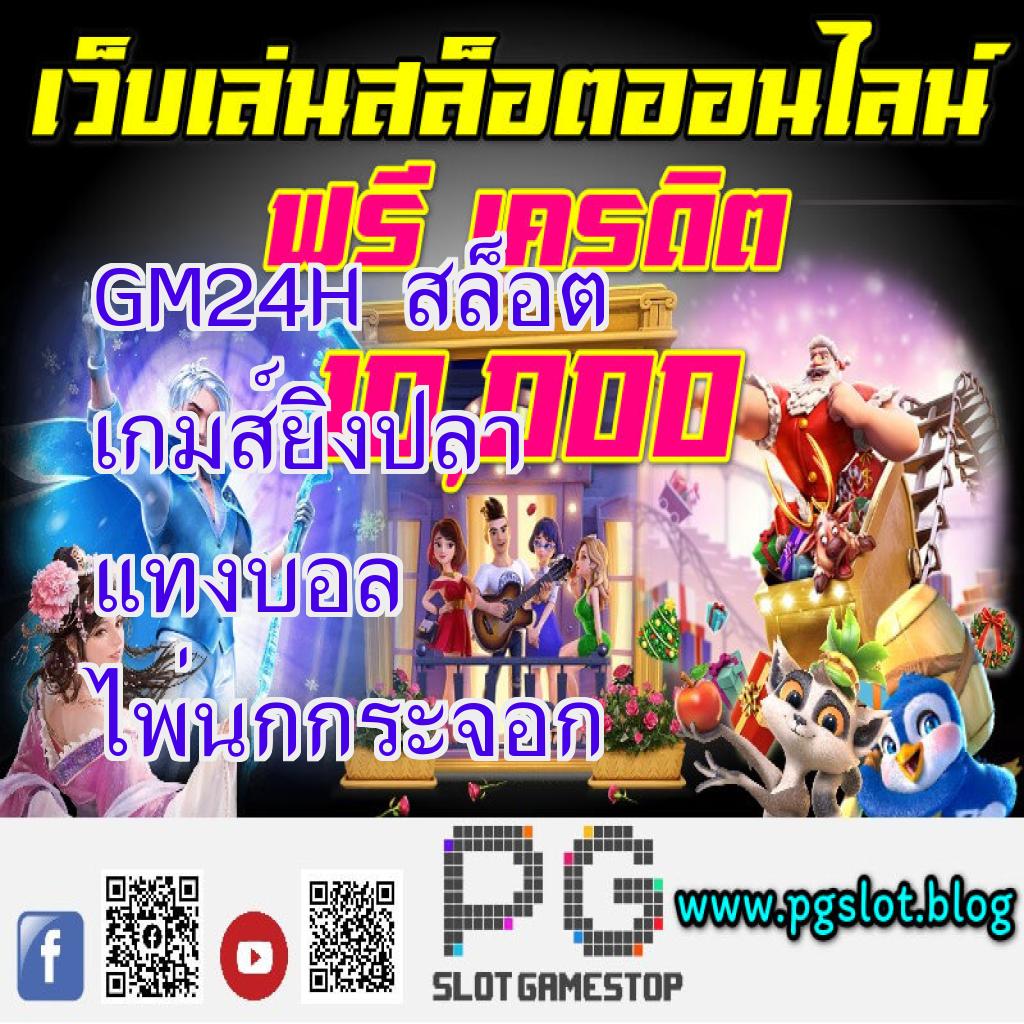 เว็บเล่นสล็อตออนไลน์
ฟรี เครดิต
10,000
GM24H สล็อต
เกมส์ยิงปลา
แทงบอล
ไพ่นกกระจอก
PG
SLOT GAMESTOP
www.pgslot.blog